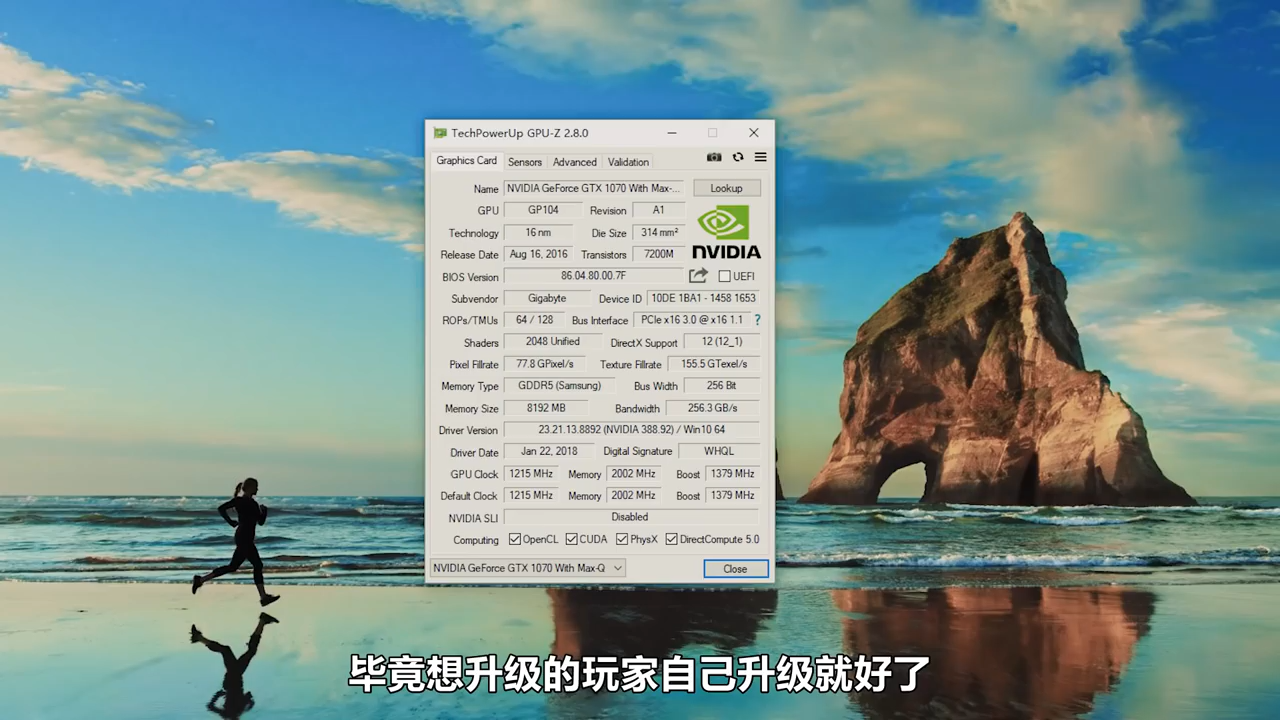 TechPowerUp GPU-Z 2.8.0
Graphics Card Sensors Advanced Validation
Name NVIDIA GeForce GTX 1070 With Max-... Lookup
GPU GP104 Revision A1
Technology 16 nm Die Size 314 mm²
NVIDIA
Release Date Aug 16, 2016 Transistors 7200M
BIOS Version 86.04.80.00.7F UEFI
Subvendor Gigabyte Device ID 10DE 1BA1 - 1458 1653
ROPs/TMUs 64 / 128 Bus Interface PCIe x16 3.0 @ x16 1.1 ?
Shaders 2048 Unified DirectX Support 12 (12_1)
Pixel Fillrate 77.8 GPixel/s Texture Fillrate 155.5 GTexel/s
Memory Type GDDR5 (Samsung) Bus Width 256 Bit
Memory Size 8192 MB Bandwidth 256.3 GB/s
Driver Version 23.21.13.8892 (NVIDIA 388.92) / Win10 64
Driver Date Jan 22, 2018 Digital Signature WHQL
GPU Clock 1215 MHz Memory 2002 MHz Boost 1379 MHz
Default Clock 1215 MHz Memory 2002 MHz Boost 1379 MHz
NVIDIA SLI Disabled
Computing OpenCL CUDA PhysX DirectCompute 5.0
NVIDIA GeForce GTX 1070 With Max-Q Close
毕竟想升级的玩家自己升级就好了